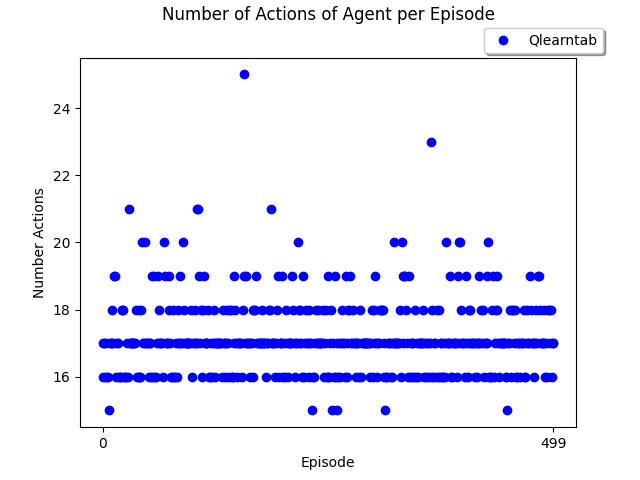 Number of Actions of Agent per Episode
Qlearntab
24
22
20
18
16
Number Actions
0
499
Episode